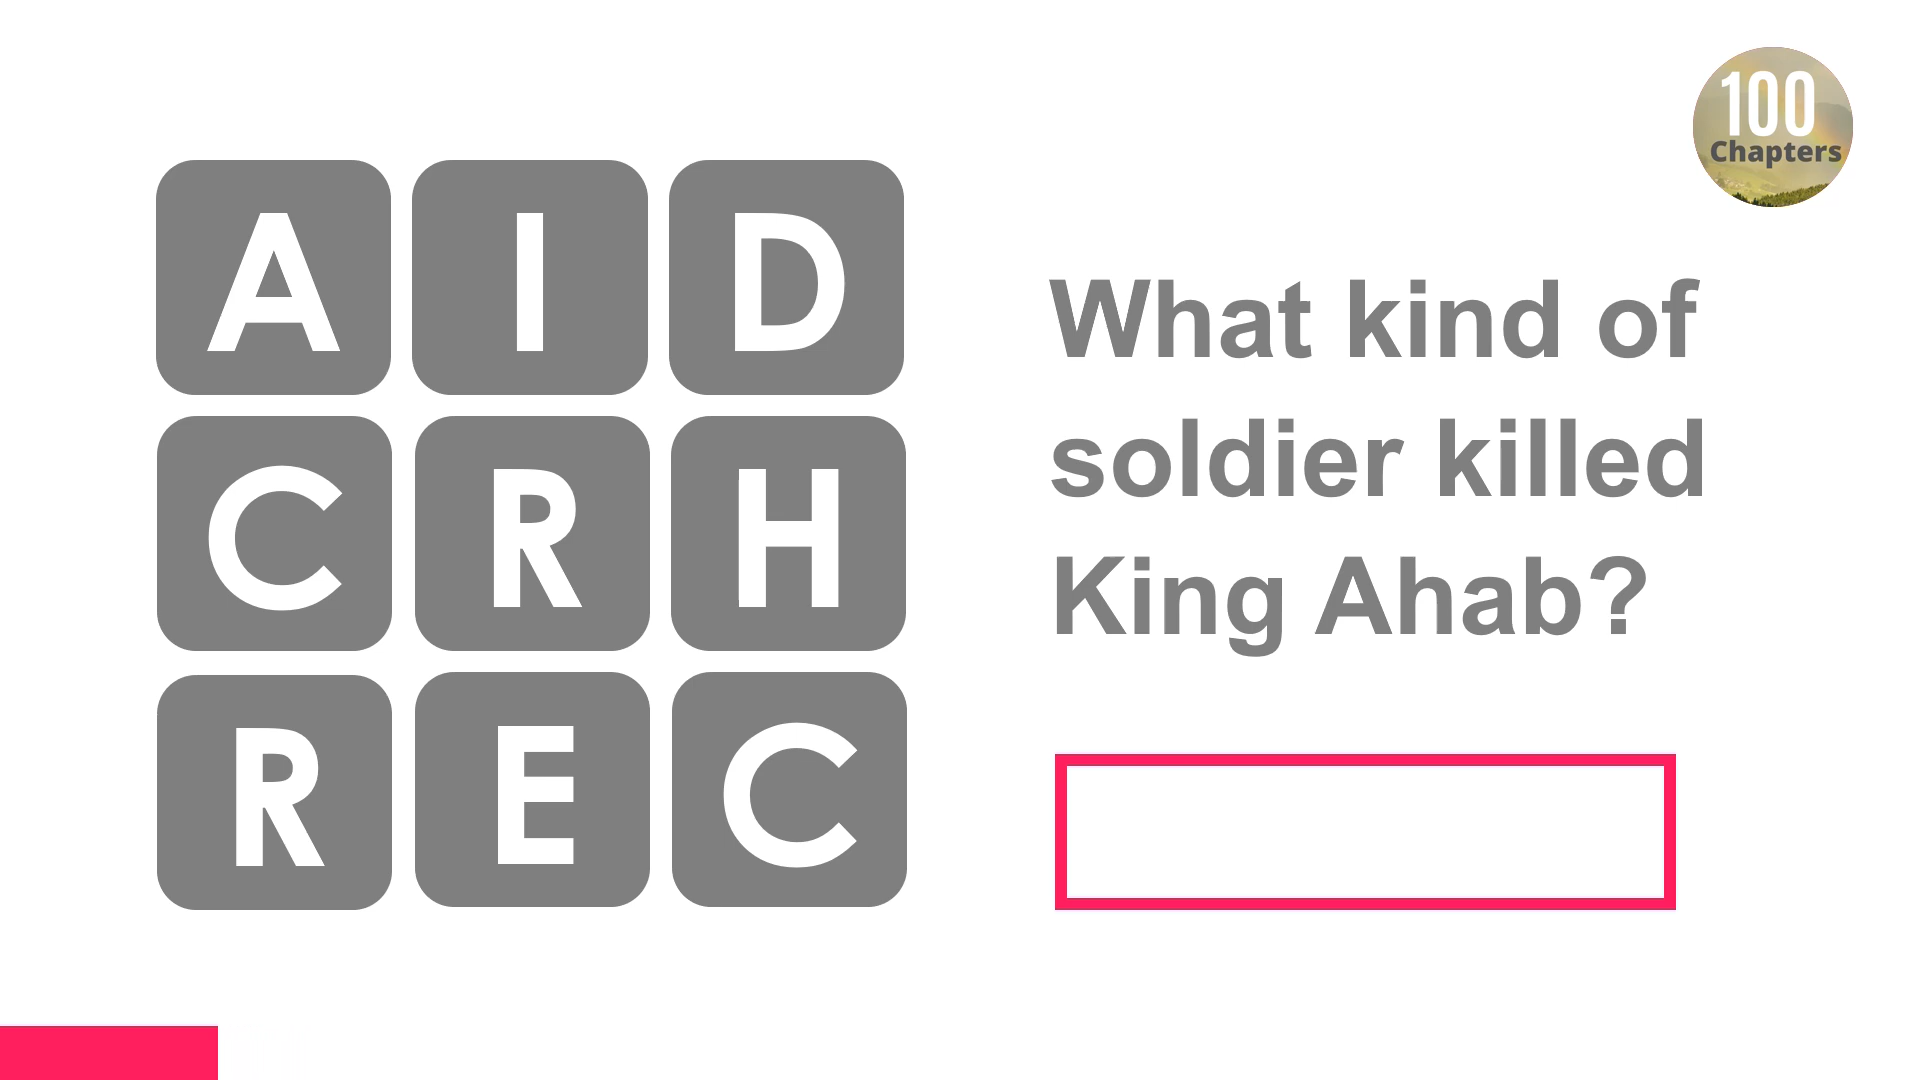 100
Chapters
A I D
C R H
R E C
What kind of
soldier killed
King Ahab?